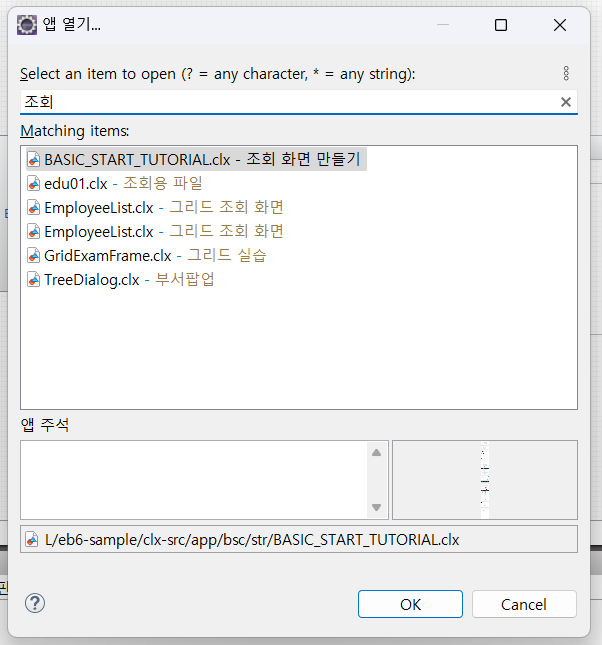 앱 열기...
Select an item to open (? = any character, * = any string):
조회
Matching items:
BASIC_START_TUTORIAL.clx - 조회 화면 만들기
edu01.clx - 조회용 파일
EmployeeList.clx - 그리드 조회 화면
EmployeeList.clx - 그리드 조회 화면
GridExamFrame.clx - 그리드 실습
TreeDialog.clx - 부서팝업
앱 주석
L/eb6-sample/clx-src/app/bsc/str/BASIC_START_TUTORIAL.clx
OK
Cancel